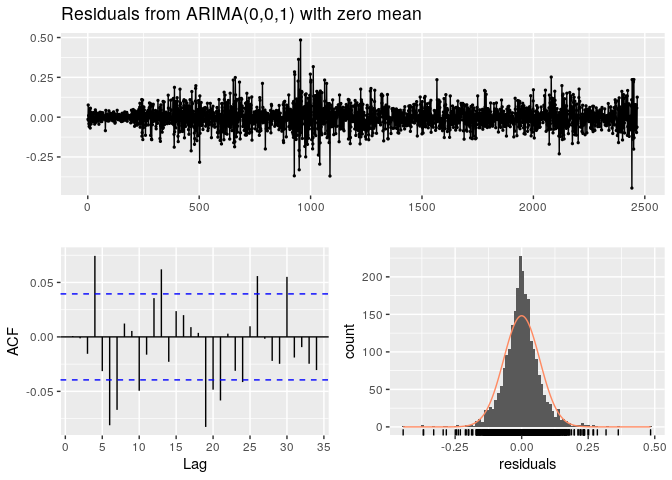 Residuals from ARIMA(0,0,1) with zero mean
0.50
0.25
0.00
-0.25
0 500 1000 1500 2000 2500
0.05
0.00
-0.05
ACF
0 5 10 15 20 25 30 35
Lag
200
150
100
50
0
count
-0.25 0.00 0.25 0.50
residuals